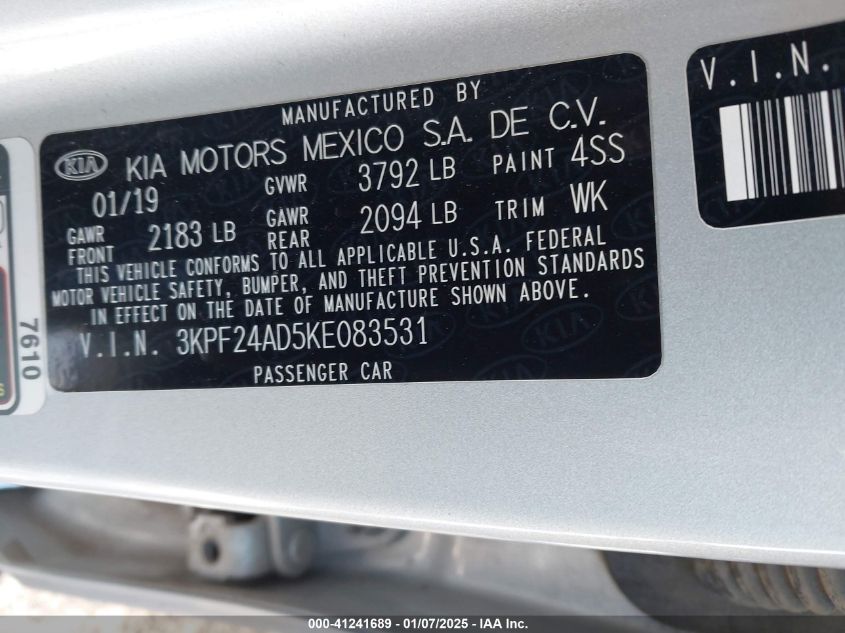 MANUFACTURED BY
KIA KIA MOTORS MEXICO S.A. DE C.V.
01/19 GVWR 3792 LB PAINT 4SS
GAWR FRONT 2183 LB GAWR REAR 2094 LB TRIM WK
THIS VEHICLE CONFORMS TO ALL APPLICABLE U.S.A. FEDERAL
MOTOR VEHICLE SAFETY, BUMPER, AND THEFT PREVENTION STANDARDS
IN EFFECT ON THE DATE OF MANUFACTURE SHOWN ABOVE.
V.I.N. 3KPF24AD5KE083531
PASSENGER CAR
V.I.N.
7610
000-41241689 - 01/07/2025 - IAA Inc.